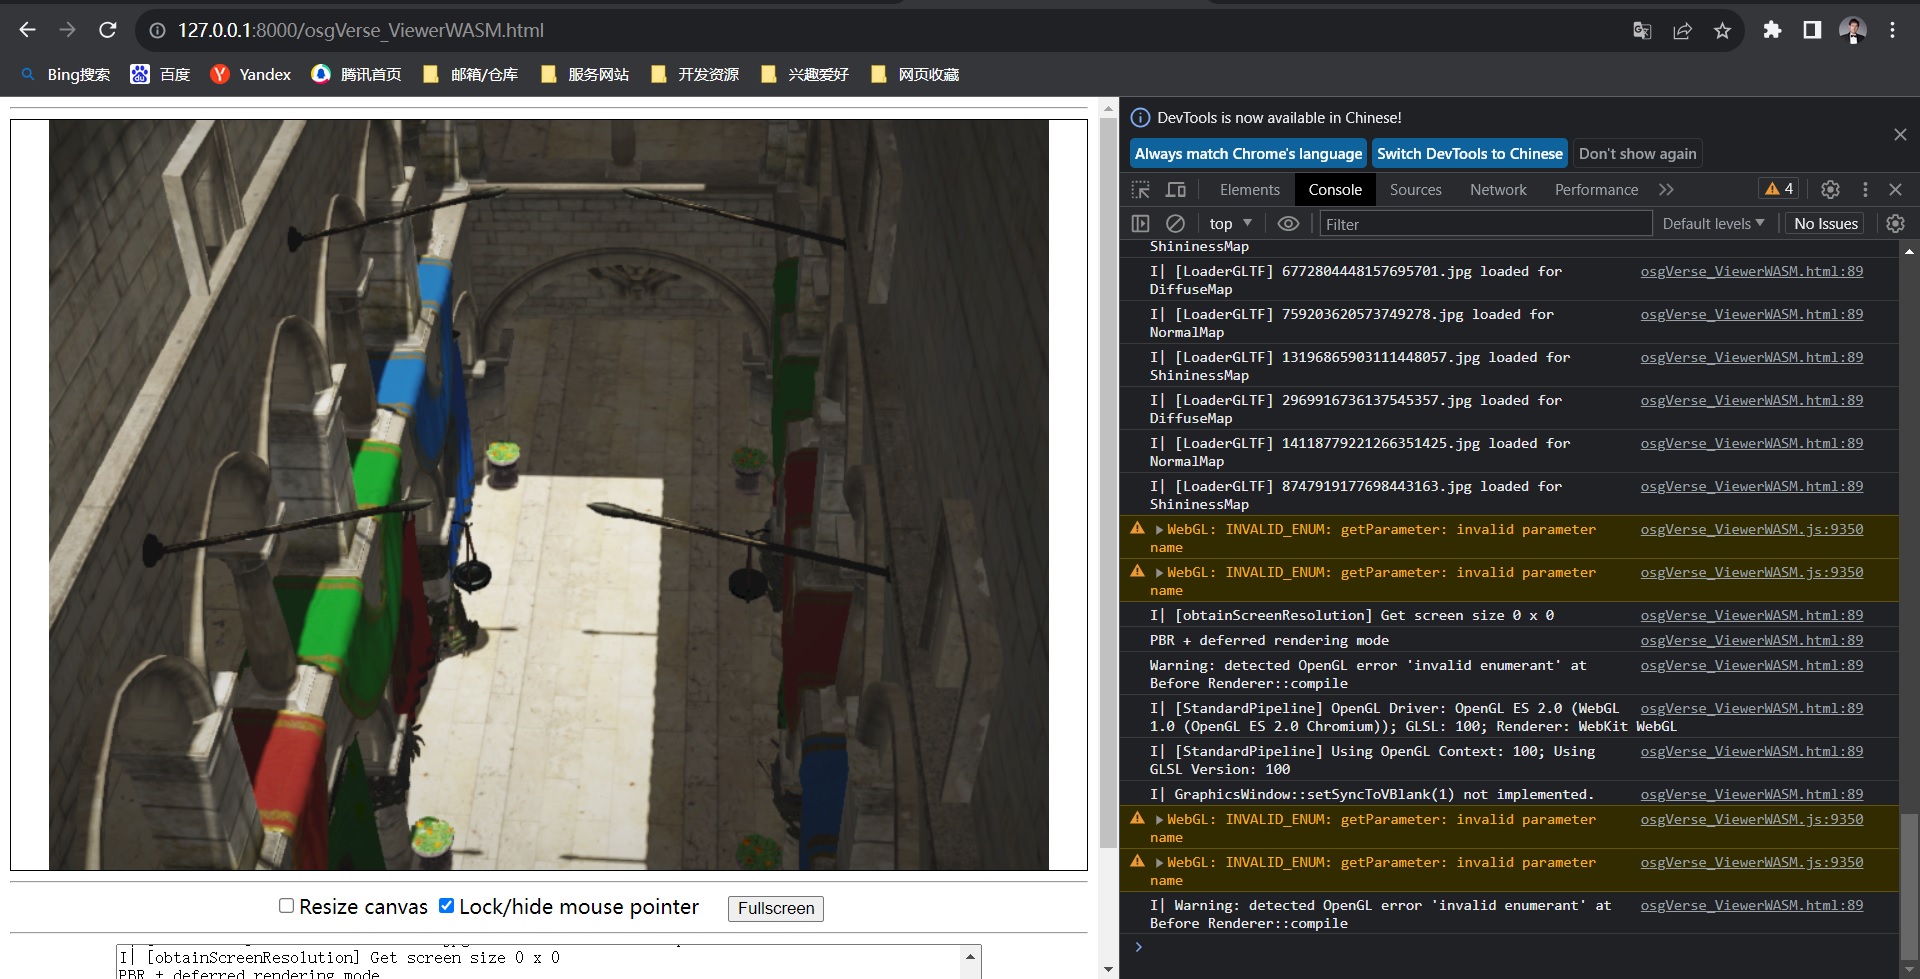 127.0.0.1:8000/osgVerse_ViewerWASM.html
Bing搜索 百度 Yandex 腾讯首页 邮箱/仓库 服务网站 开发资源 兴趣爱好 网页收藏
DevTools is now available in Chinese!
Always match Chrome's language Switch DevTools to Chinese Don't show again
Elements Console Sources Network Performance 4
top Filter Default levels No Issues
ShininessMap
I| [LoaderGLTF] 6772804448157695701.jpg loaded for osgVerse_ViewerWASM.html:89
DiffuseMap
I| [LoaderGLTF] 759203620573749278.jpg loaded for osgVerse_ViewerWASM.html:89
NormalMap
I| [LoaderGLTF] 13196865903111448057.jpg loaded for osgVerse_ViewerWASM.html:89
ShininessMap
I| [LoaderGLTF] 2969916736137545357.jpg loaded for osgVerse_ViewerWASM.html:89
DiffuseMap
I| [LoaderGLTF] 14118779221266351425.jpg loaded for osgVerse_ViewerWASM.html:89
NormalMap
I| [LoaderGLTF] 8747919177698443163.jpg loaded for osgVerse_ViewerWASM.html:89
ShininessMap
WebGL: INVALID_ENUM: getParameter: invalid parameter osgVerse_ViewerWASM.js:9350
name
WebGL: INVALID_ENUM: getParameter: invalid parameter osgVerse_ViewerWASM.js:9350
name
I| [obtainScreenResolution] Get screen size 0 x 0 osgVerse_ViewerWASM.html:89
PBR + deferred rendering mode osgVerse_ViewerWASM.html:89
Warning: detected OpenGL error 'invalid enumerant' at osgVerse_ViewerWASM.html:89
Before Renderer::compile
I| [StandardPipeline] OpenGL Driver: OpenGL ES 2.0 (WebGL osgVerse_ViewerWASM.html:89
1.0 (OpenGL ES 2.0 Chromium)); GLSL: 100; Renderer: WebKit WebGL
I| [StandardPipeline] Using OpenGL Context: 100; Using osgVerse_ViewerWASM.html:89
GLSL Version: 100
I| GraphicsWindow::setSyncToVBlank(1) not implemented. osgVerse_ViewerWASM.html:89
WebGL: INVALID_ENUM: getParameter: invalid parameter osgVerse_ViewerWASM.js:9350
name
WebGL: INVALID_ENUM: getParameter: invalid parameter osgVerse_ViewerWASM.js:9350
name
I| Warning: detected OpenGL error 'invalid enumerant' at osgVerse_ViewerWASM.html:89
Before Renderer::compile
Resize canvas Lock/hide mouse pointer Fullscreen
I| [obtainScreenResolution] Get screen size 0 x 0
PBR + deferred rendering mode